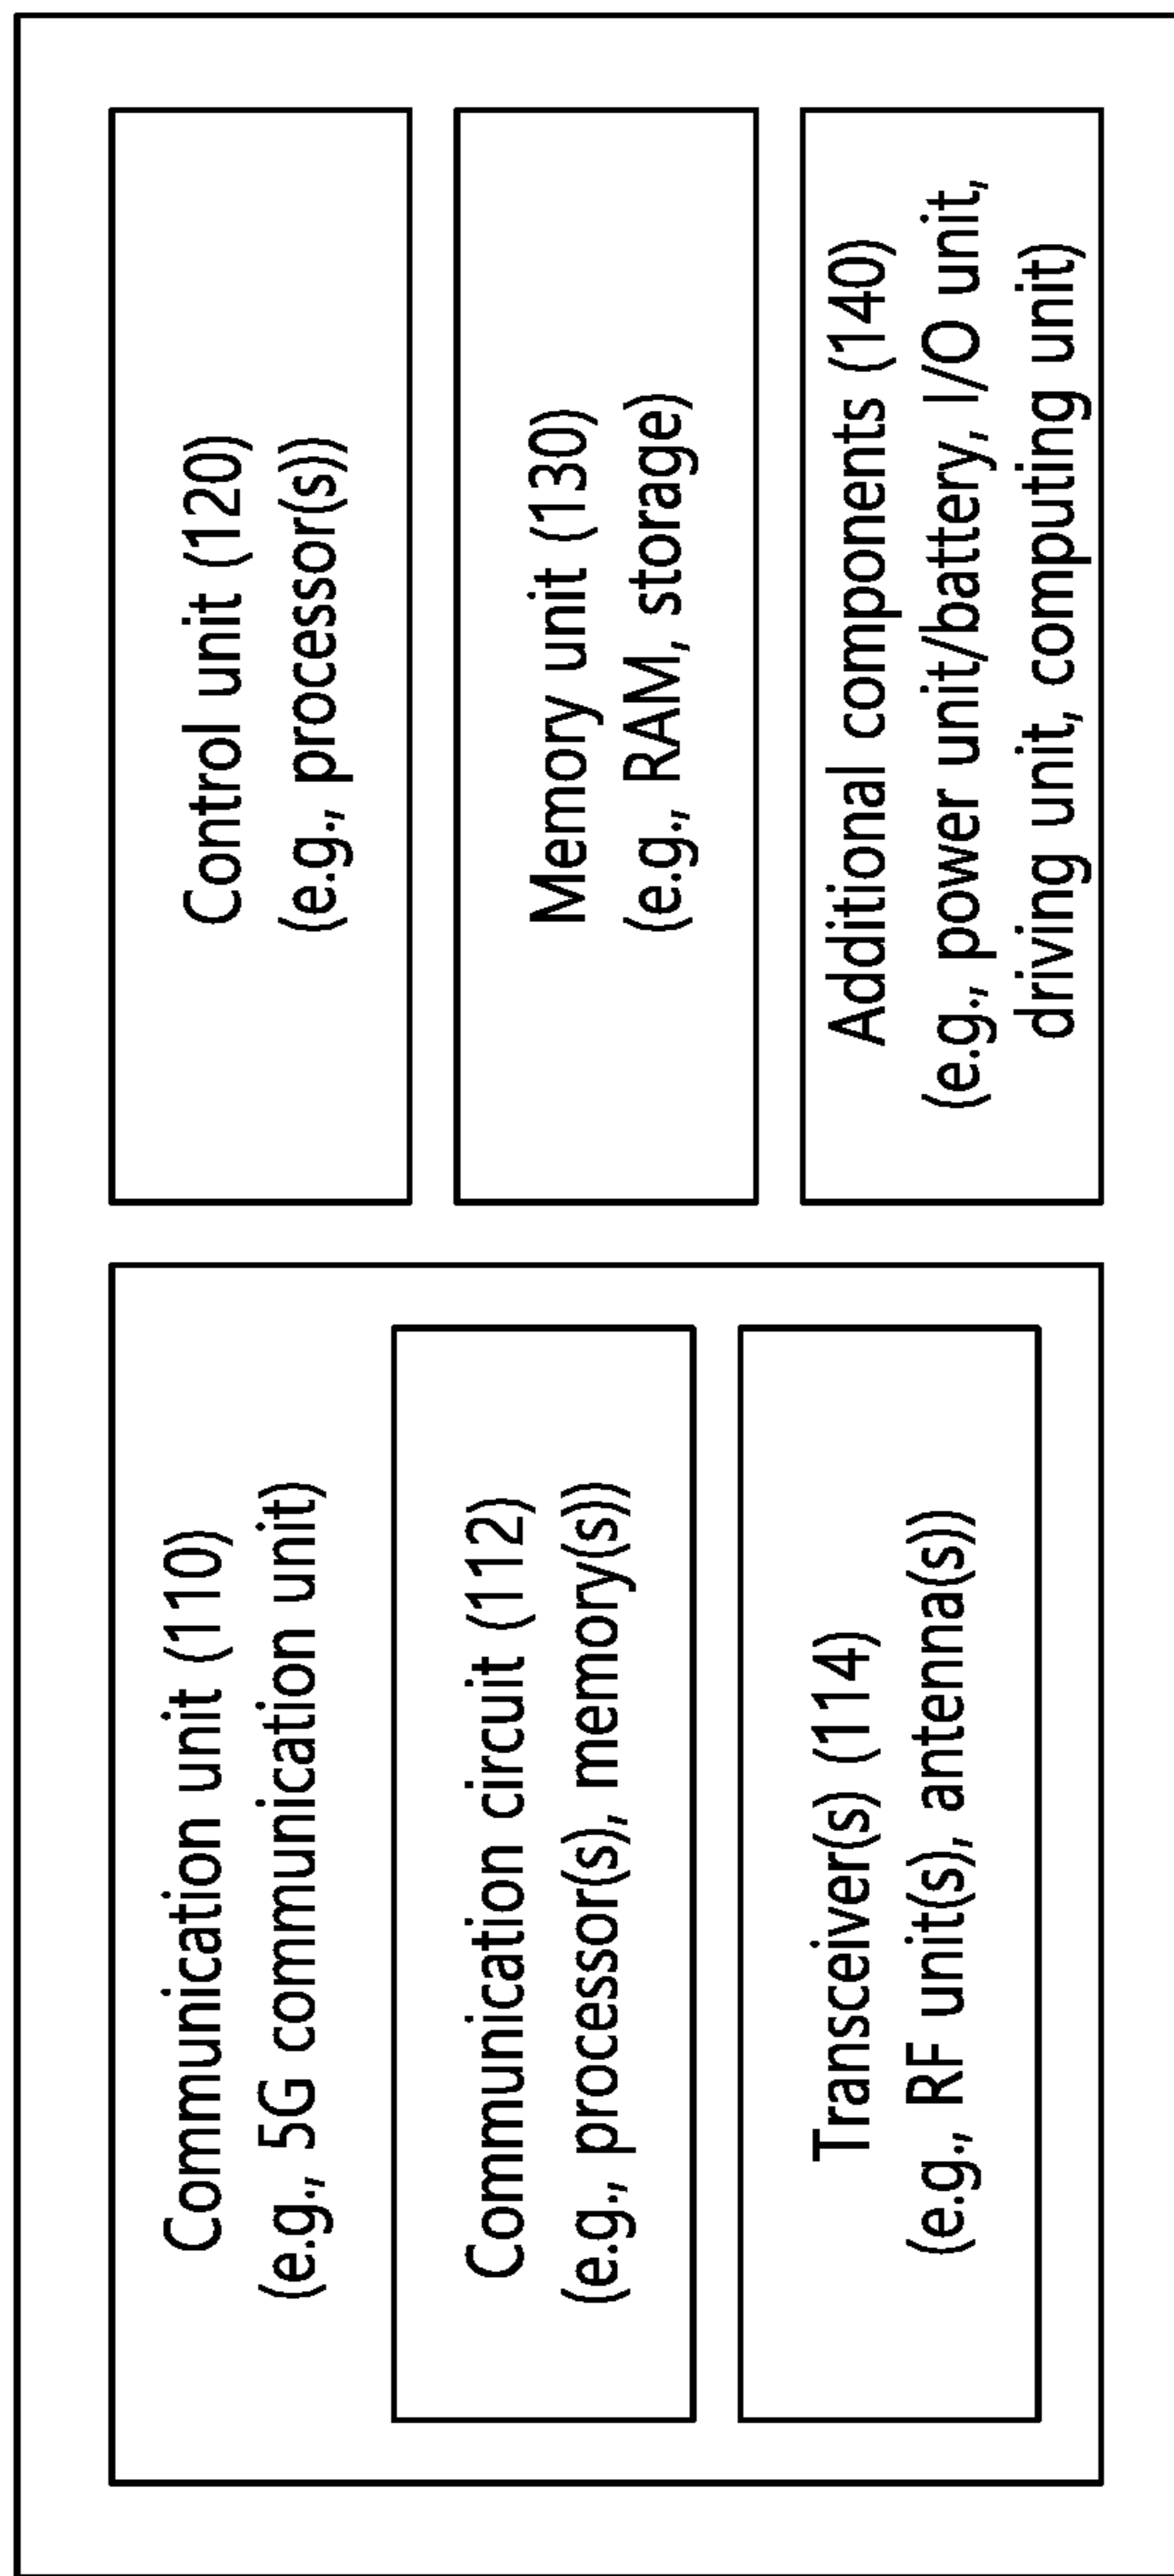 Communication unit (110)
(e.g., 5G communication unit)
Communication circuit (112)
(e.g., processor(s), memory(s))
Transceiver(s) (114)
(e.g., RF unit(s), antenna(s))
Control unit (120)
(e.g., processor(s))
Memory unit (130)
(e.g., RAM, storage)
Additional components (140)
(e.g., power unit/battery, I/O unit,
driving unit, computing unit)